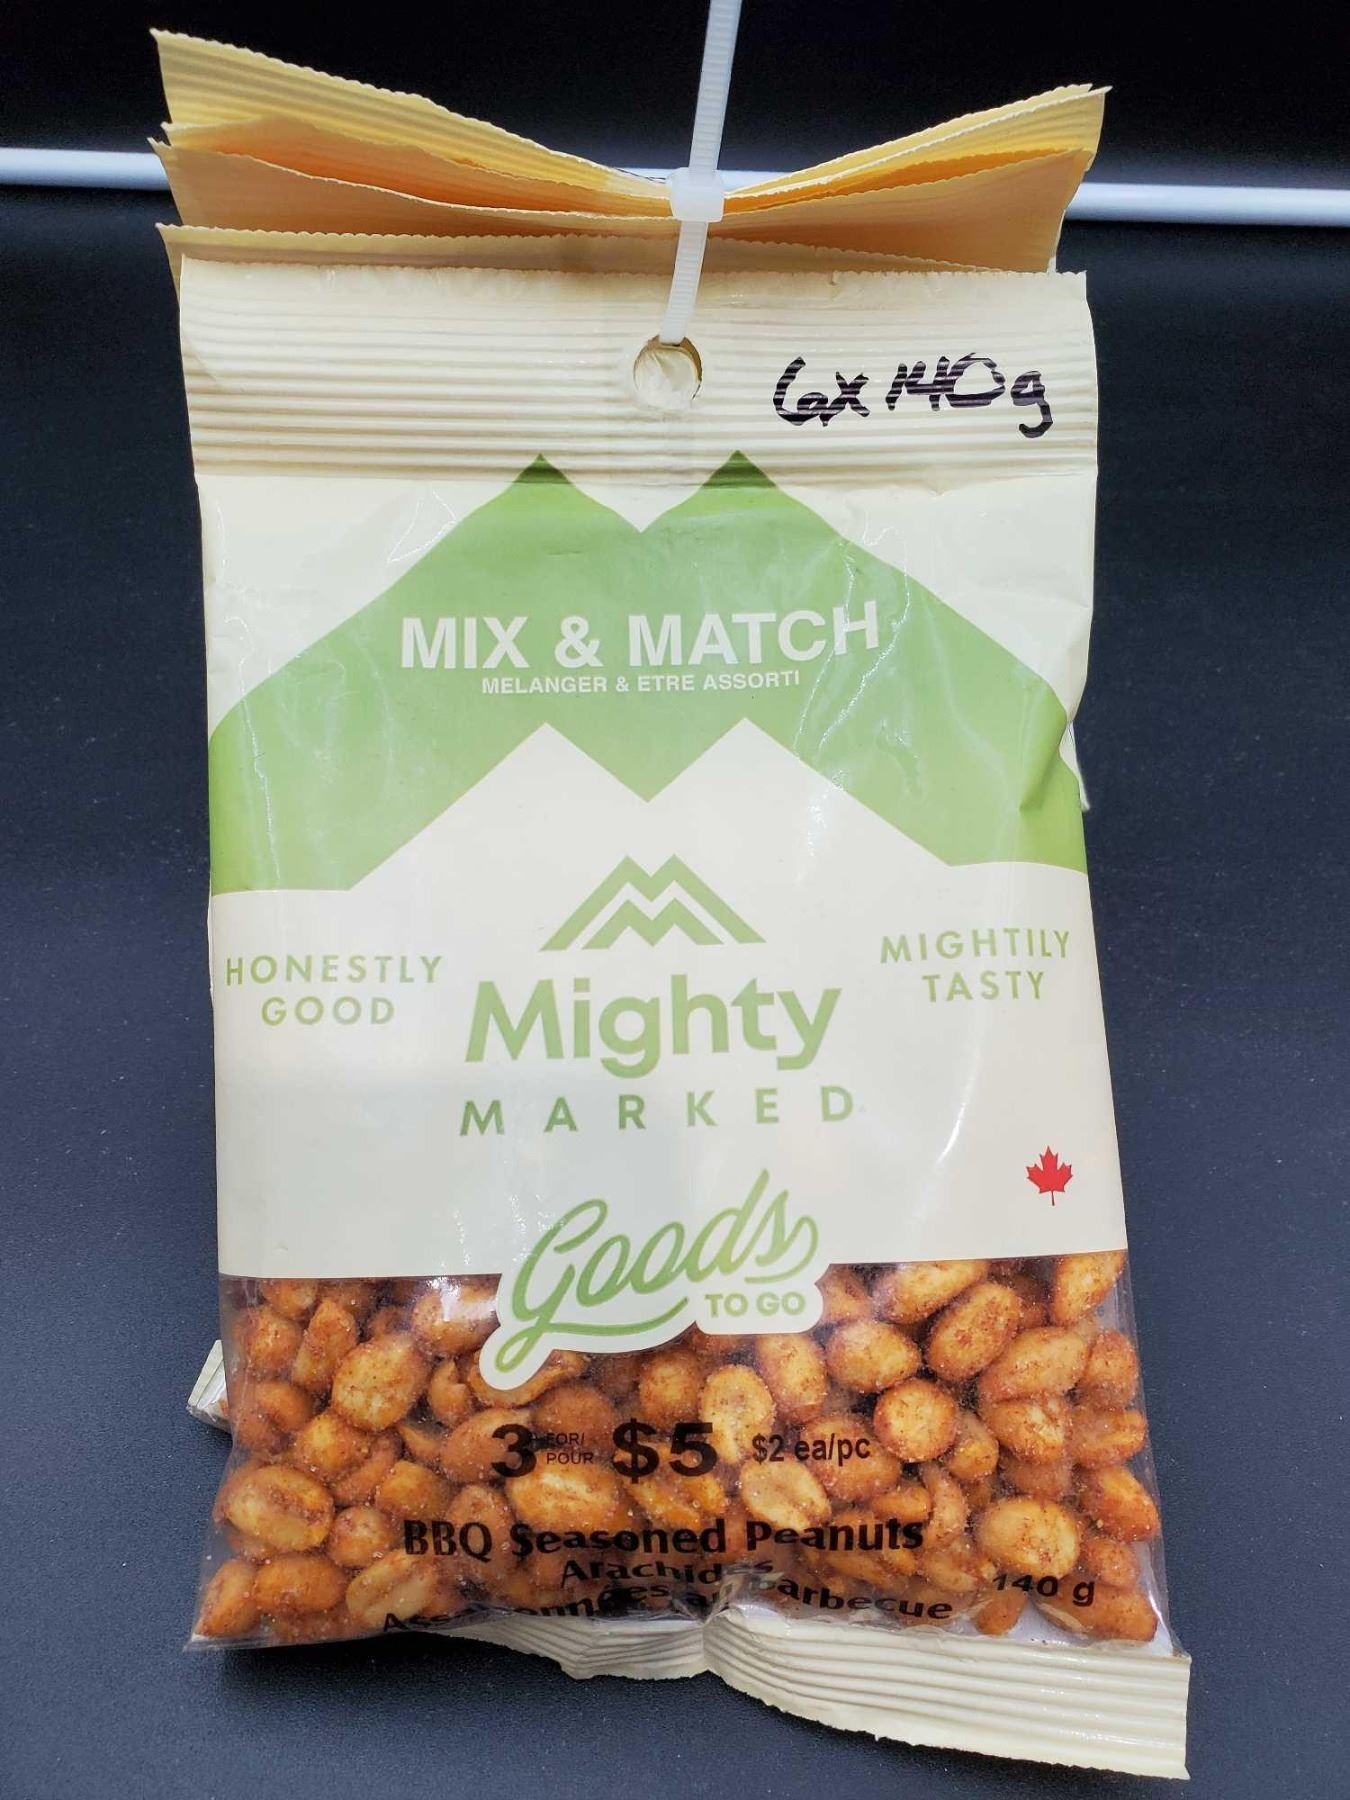 6x 140g
MIX & MATCH
MELANGER & ETRE ASSORTI
HONESTLY
GOOD
MIGHTILY
TASTY
Mighty
MARKED
Goods
TO GO
3 FOR/
POUR $5 $2 ea/pc
BBQ Seasoned Peanuts
Arachides
140 g